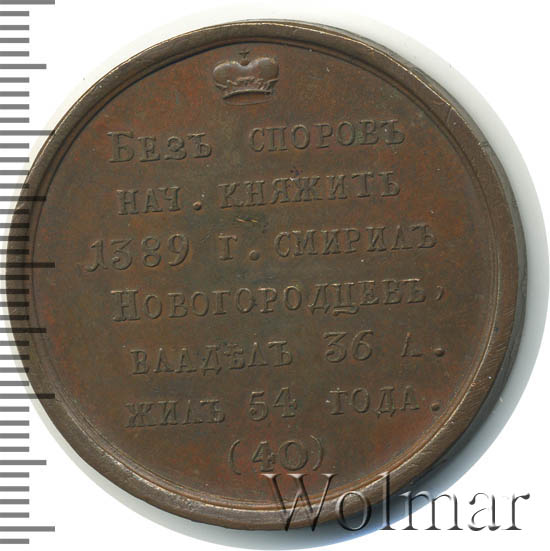 Безъ споровъ
нач. княжить
1389 г. смирилъ
Новогородцевъ,
владѣлъ 36 л.
жилъ 54 года.
(40)
Wolmar